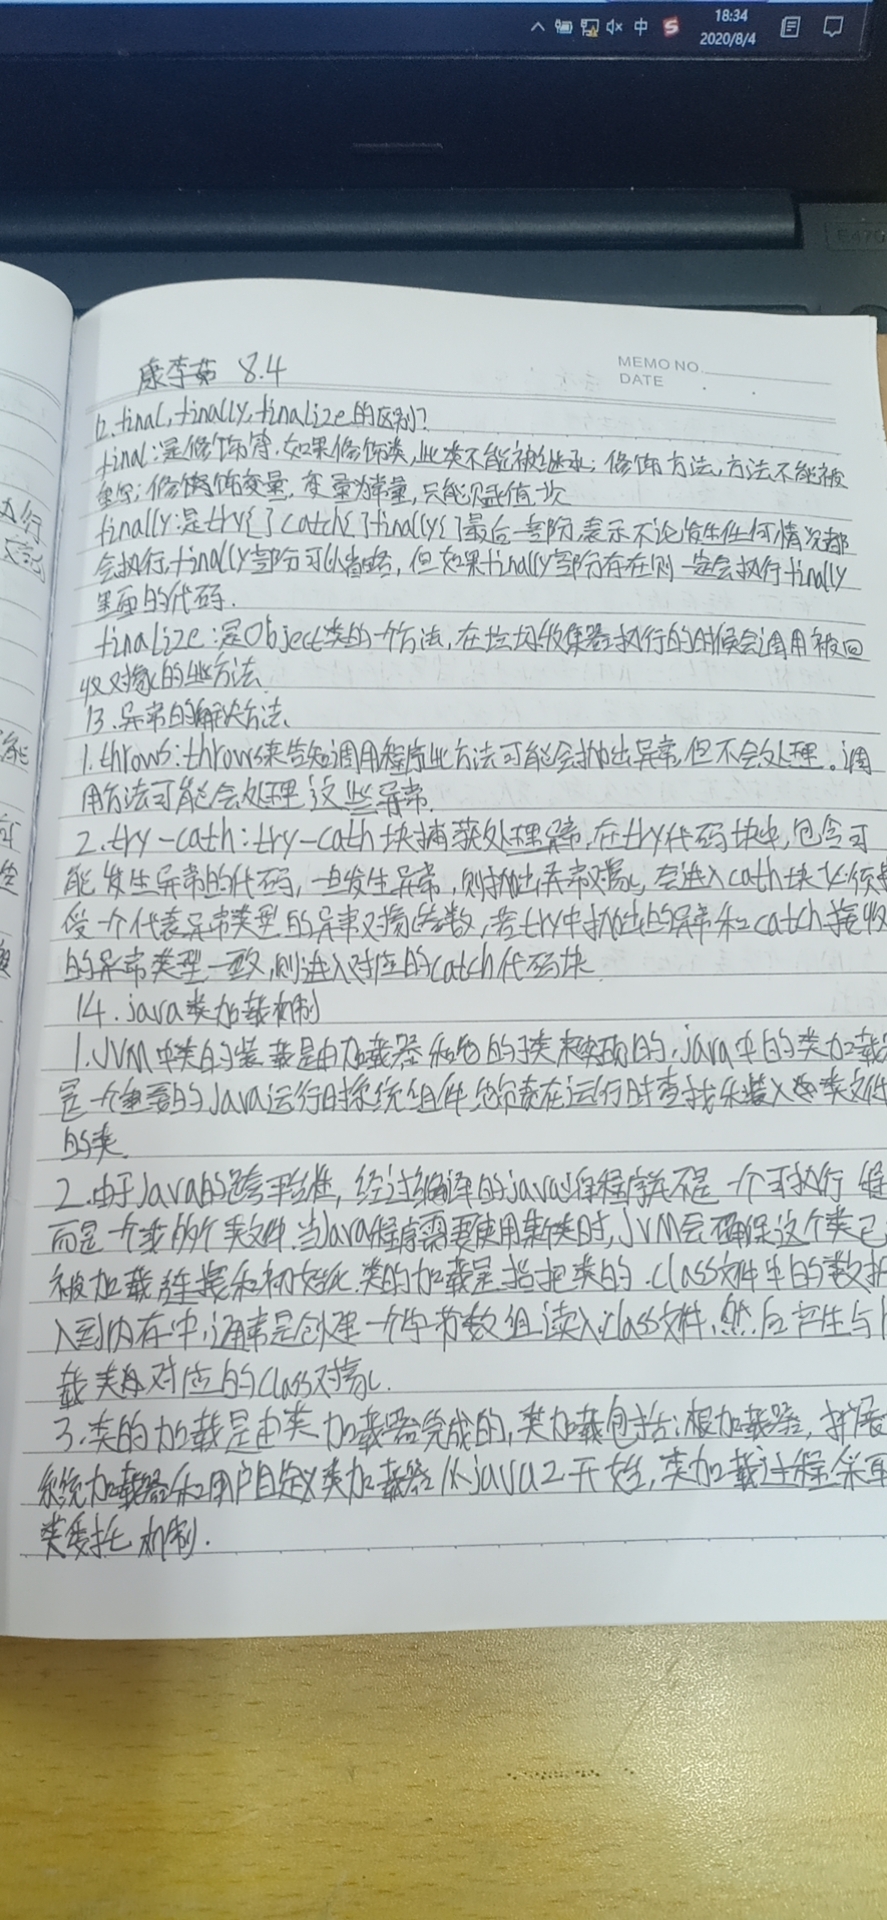 中
18:34
2020/8/4
E470
康李茹 8.4
MEMO NO.
DATE
12.final,finally,finalize的区别?
final:是修饰符.如果修饰类,此类不能被继承;修饰方法,方法不能被
重写;修饰变量,变量为常量,只能赋值一次
finally:是try{}catch{}finally{}最后一部分,表示不论发生任何情况都
会执行,finally部分可以省略,但如果finally部分存在则一定会执行finally
里面的代码.
finalize:是Object类的一个方法,在垃圾收集器执行的时候会调用被回
收对象的此方法
13.异常的解决方法.
1.throws:throws来告知调用程序此方法可能会抛出异常,但不会处理。调
用方法可能会处理这些异常.
2.try-cath:try-cath块捕获处理异常,在try代码块中,包含可
能发生异常的代码,一旦发生异常,则抛出异常对象,会进入cath块 必须
受一个代表异常类型的异常对象参数,若try中抛出的异常和catch接收
的异常类型一致,则进入对应的catch代码块
14.java类加载机制
1.JVM中类的装载是由加载器和它的子类来实现的.java中的类加载
是一个重要的Java运行时系统组件 它负责在运行时查找和装入 类文件
的类.
2.由于Java的跨平台性,经过编译的java源程序并不是一个可执行
而是一个或的个类文件.当Java程序需要使用某个类时,JVM会确保这个类已
被加载,连接和初始化.类的加载是指把类的.class文件中的数据
入到内存中,通常是创建一个字节数组读入.class文件,然后产生与
载类 对应的Class对象.
3.类的加载是由类加载器完成的,类加载包括:根加载器,扩展
系统加载器和用户自定义类加载器 从java2开始,类加载过程采
类委托机制.